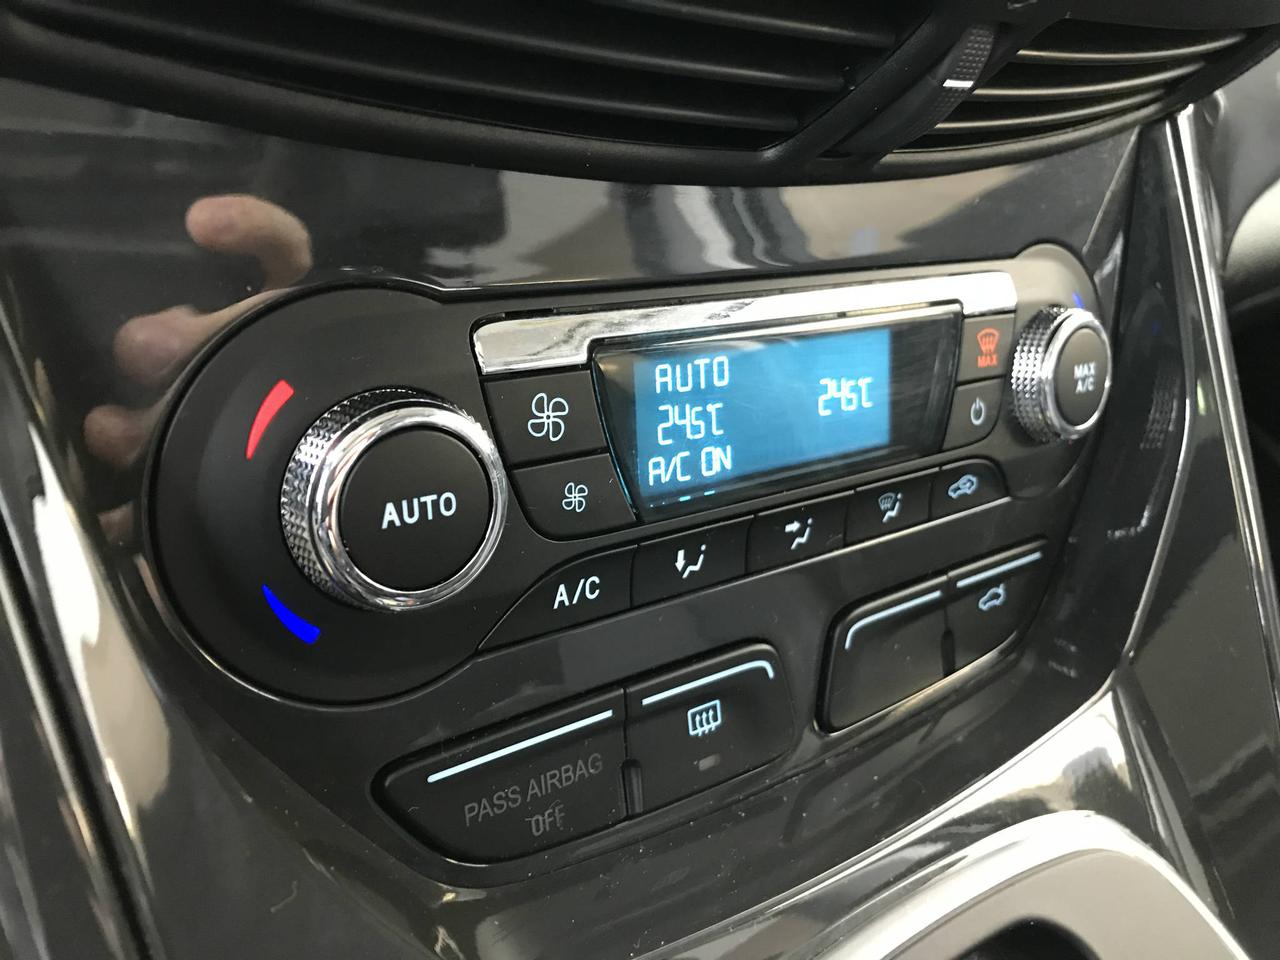 AUTO
24.5°C
24.5°C
A/C ON
AUTO
MAX
MAX
A/C
A/C
PASS AIRBAG
OFF